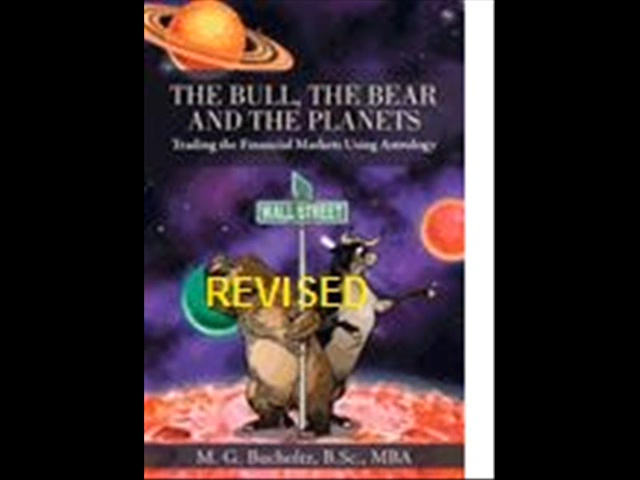 THE BULL, THE BEAR
AND THE PLANETS
Trading the Financial Markets Using Astrology
WALL STREET
REVISED
M. G. Bucholtz, B.Sc., MBA